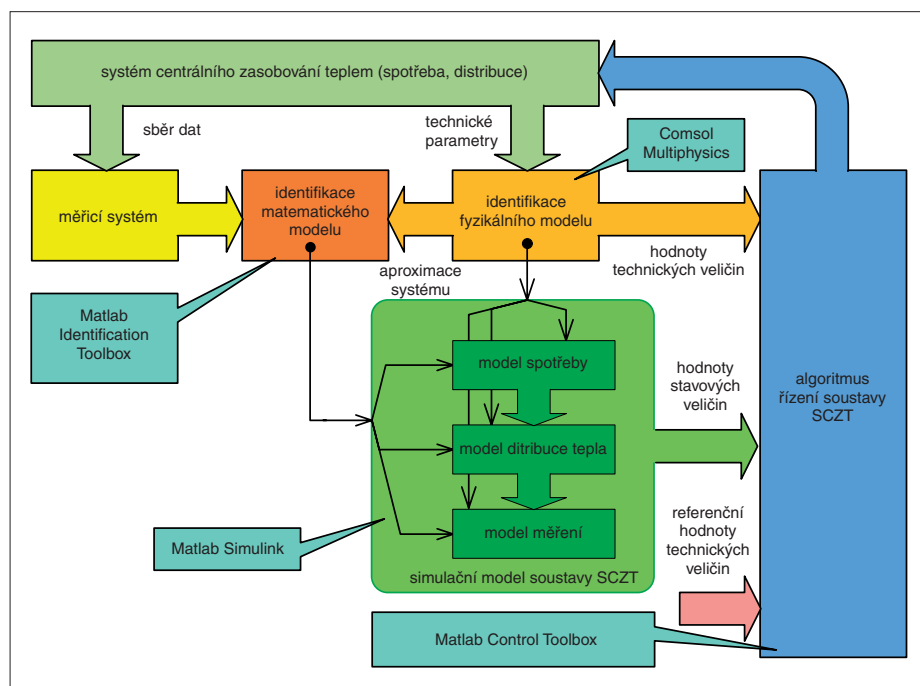 systém centrálního zasobování teplem (spotřeba, distribuce)
sběr dat
technické
parametry
Comsol
Multiphysics
měřicí systém
identifikace
matematického
modelu
identifikace
fyzikálního modelu
hodnoty
technických veličin
aproximace
systému
Matlab
Identification
Toolbox
model spotřeby
hodnoty
stavových
veličin
algoritmus
řízení soustavy
SCZT
model ditribuce tepla
referenční
hodnoty
technických
veličin
model měření
Matlab Simulink
simulační model soustavy SCZT
Matlab Control Toolbox